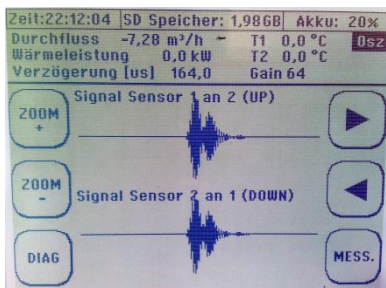 Zeit:22:12:04 SD Speicher: 1,98GB Akku: 20%
Durchfluss -7,28 m³/h T1 0,0 °C Osz
Wärmeleistung 0,0 kW T2 0,0 °C
Verzögerung [us] 164,0 Gain 64
Signal Sensor 1 an 2 (UP)
ZOOM
+
ZOOM
-
Signal Sensor 2 an 1 (DOWN)
DIAG
MESS.